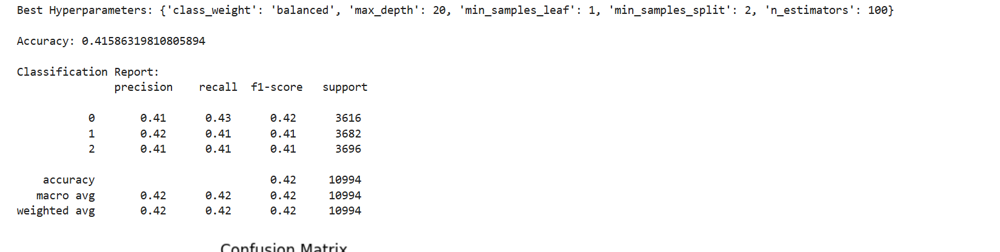 Best Hyperparameters: {'class_weight': 'balanced', 'max_depth': 20, 'min_samples_leaf': 1, 'min_samples_split': 2, 'n_estimators': 100}
Accuracy: 0.41586319810805894
Classification Report:
precision recall f1-score support
0 0.41 0.43 0.42 3616
1 0.42 0.41 0.41 3682
2 0.41 0.41 0.41 3696
accuracy 0.42 10994
macro avg 0.42 0.42 0.42 10994
weighted avg 0.42 0.42 0.42 10994
Confusion Matrix